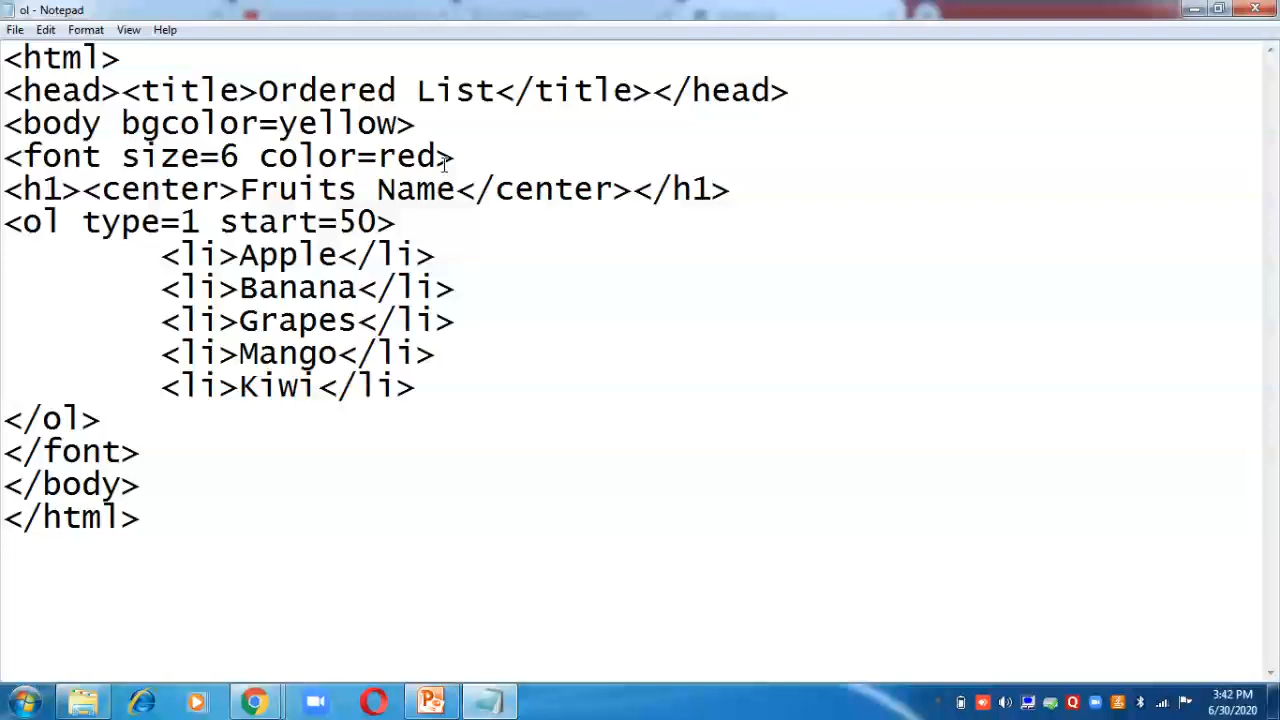 ol - Notepad
File Edit Format View Help
<html>
<head><title>Ordered List</title></head>
<body bgcolor=yellow>
<font size=6 color=red>
<h1><center>Fruits Name</center></h1>
<ol type=1 start=50>
<li>Apple</li>
<li>Banana</li>
<li>Grapes</li>
<li>Mango</li>
<li>Kiwi</li>
</ol>
</font>
</body>
</html>
3:42 PM
6/30/2020